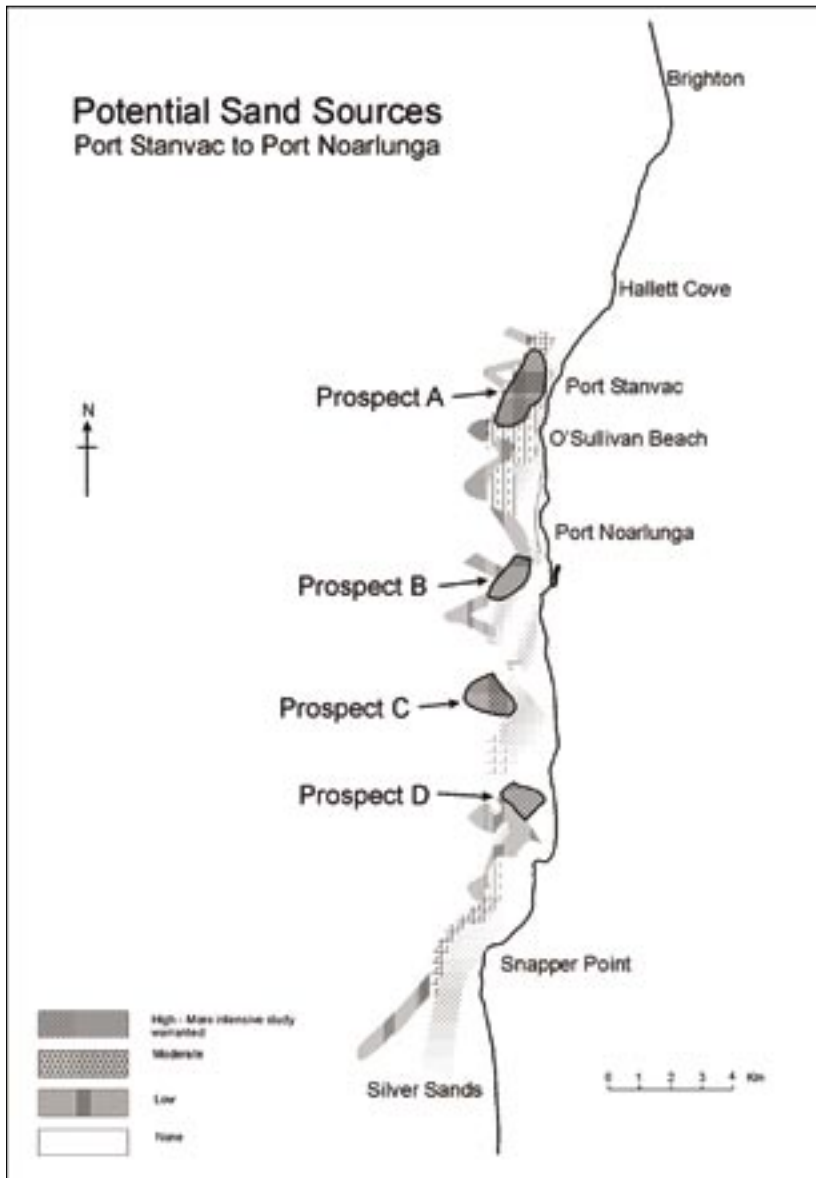 Potential Sand Sources
Port Stanvac to Port Noarlunga
Brighton
Hallett Cove
Prospect A
Port Stanvac
N
O'Sullivan Beach
Port Noarlunga
Prospect B
Prospect C
Prospect D
Snapper Point
High - More intensive study
warranted
Moderate
Low
None
Silver Sands
0 1 2 3 4 Km